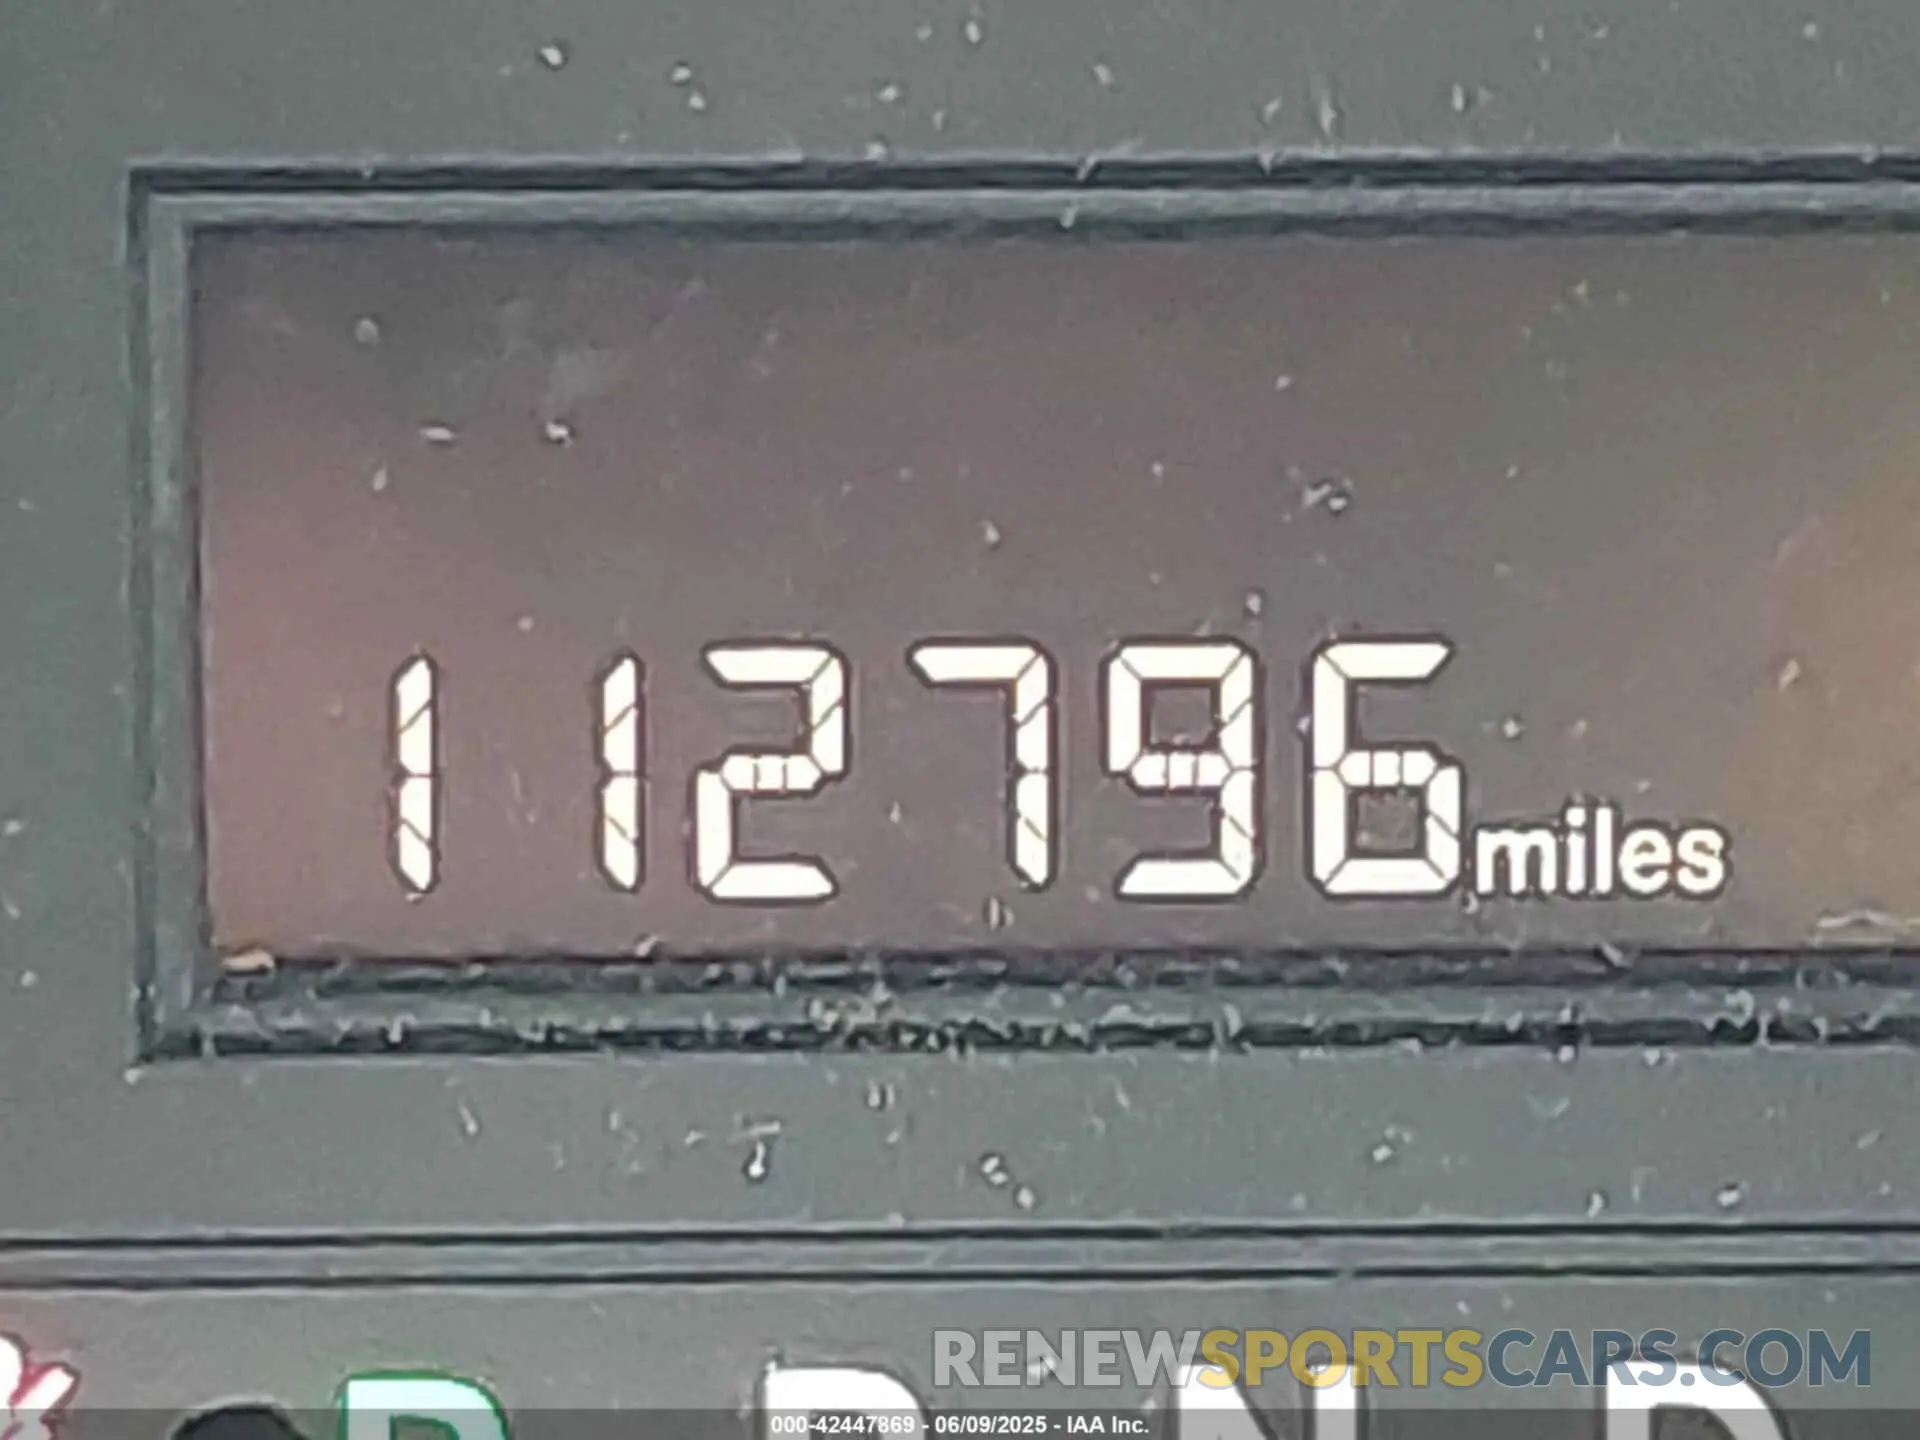 112796 miles
P R N D
RENEWSPORTSCARS.COM
000-42447869 - 06/09/2025 - IAA Inc.